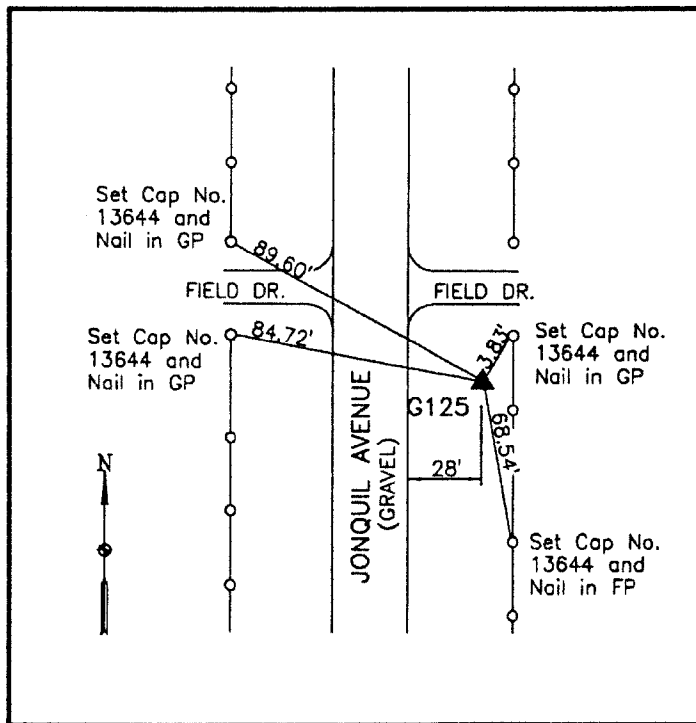 Set Cap No.
13644 and
Nail in GP
89.60'
FIELD DR.
FIELD DR.
84.72'
3.83'
Set Cap No.
13644 and
Nail in GP
Set Cap No.
13644 and
Nail in GP
G125
68.54'
28'
JONQUIL AVENUE
(GRAVEL)
N
Set Cap No.
13644 and
Nail in FP